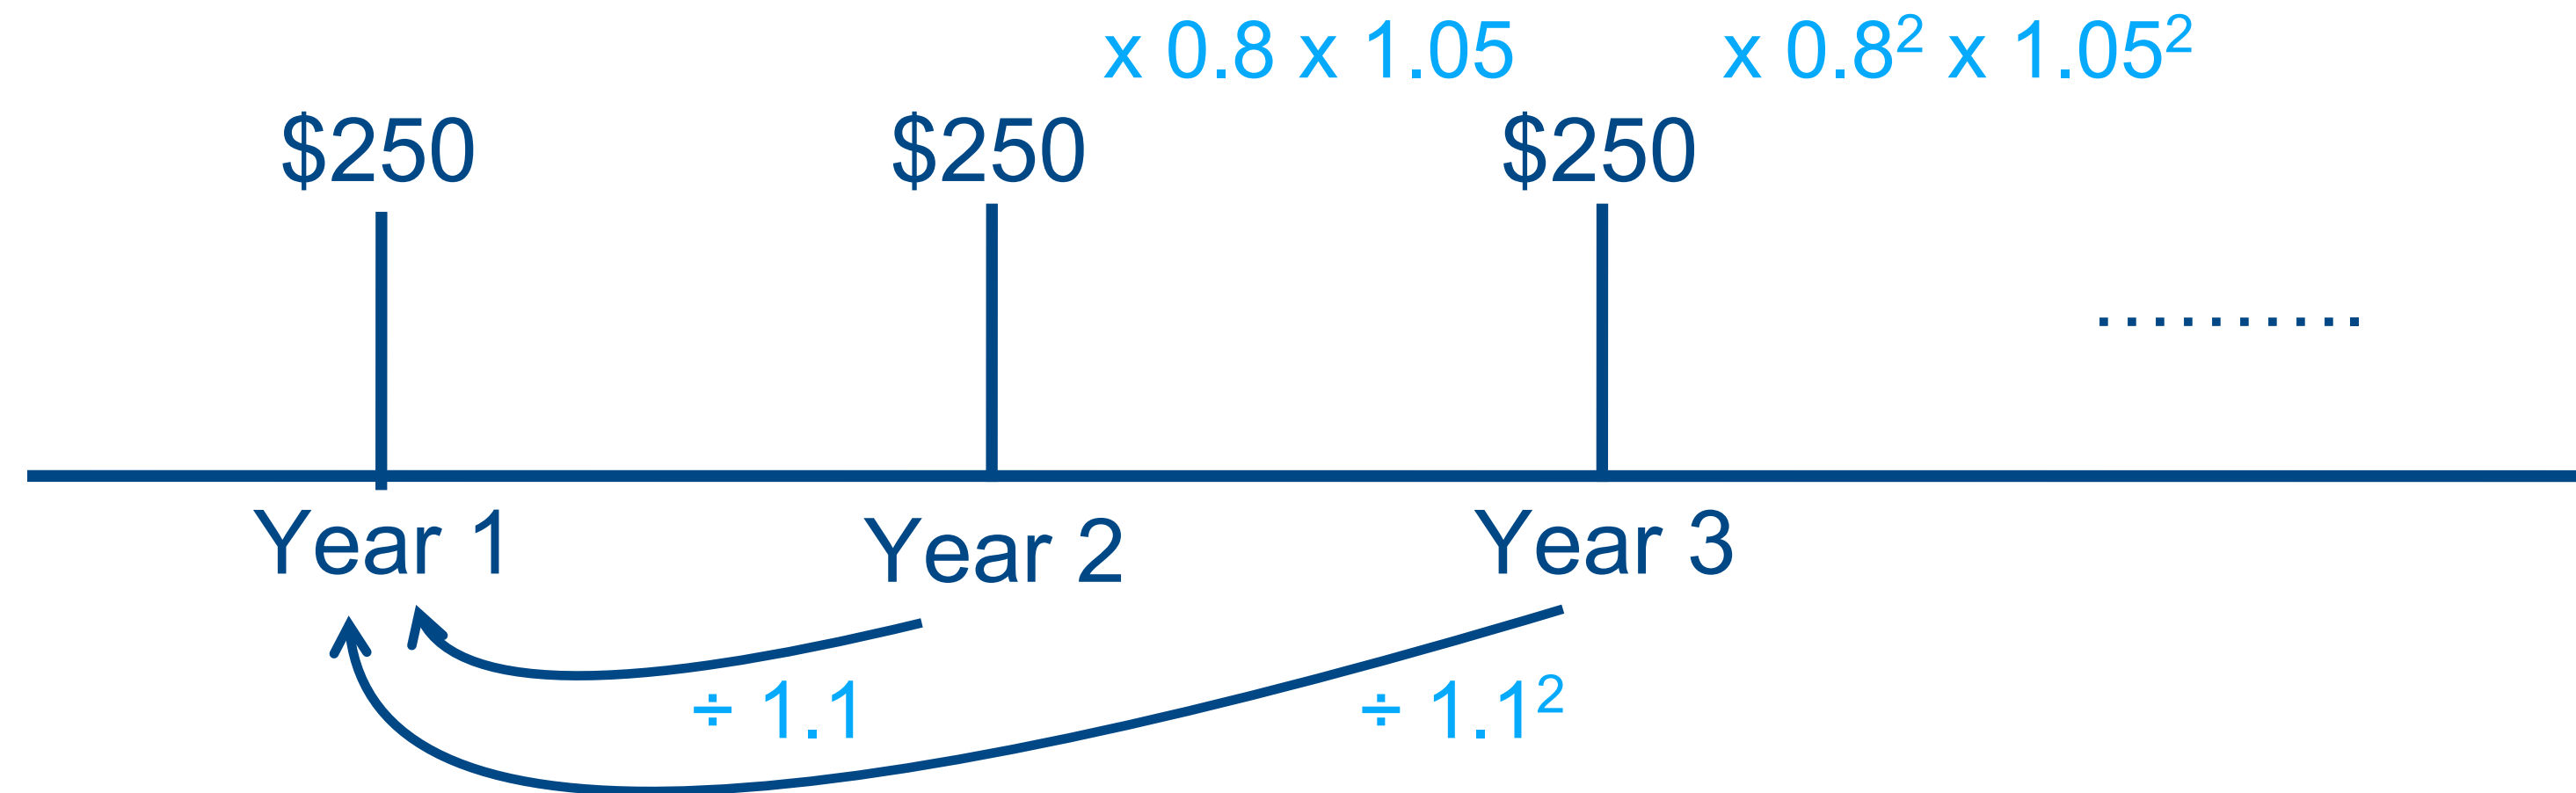 x 0.8 x 1.05 x 0.8² x 1.05²
$250 $250 $250
.........
Year 1 Year 2 Year 3
÷ 1.1 ÷ 1.1²